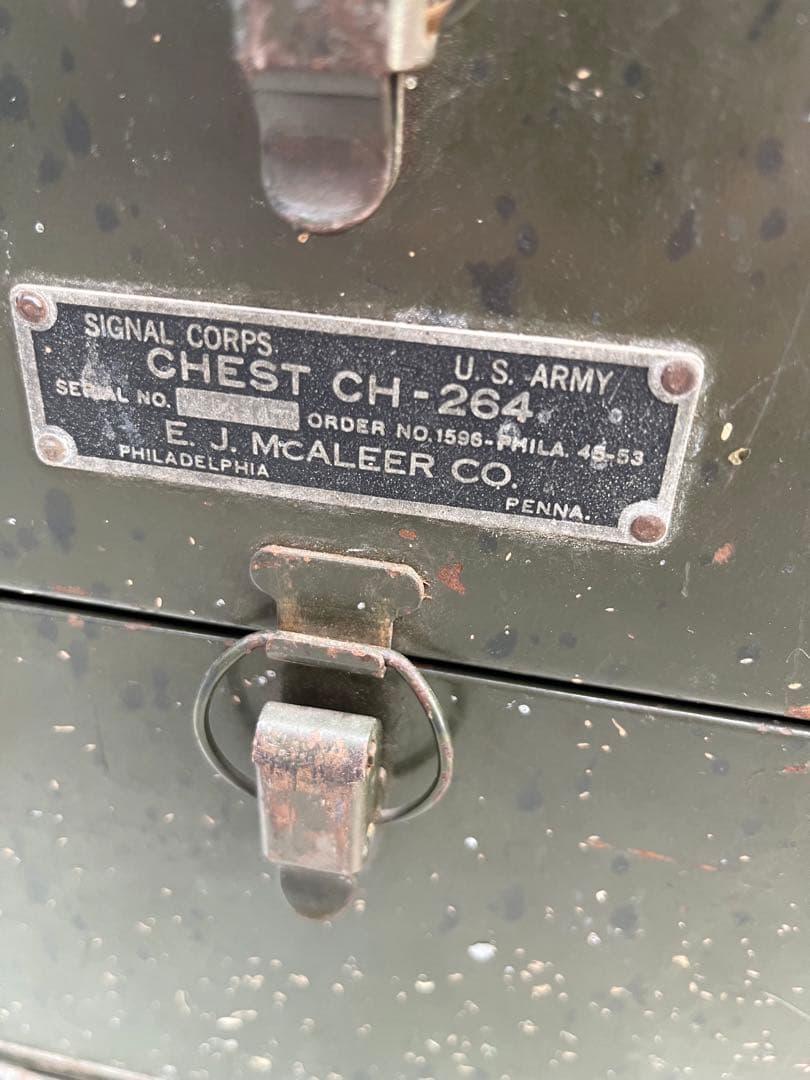 SIGNAL CORPS U. S. ARMY
CHEST CH-264
SERIAL NO. ORDER NO. 1596-PHILA. 45-53
E. J. MCALEER CO.
PHILADELPHIA PENNA.